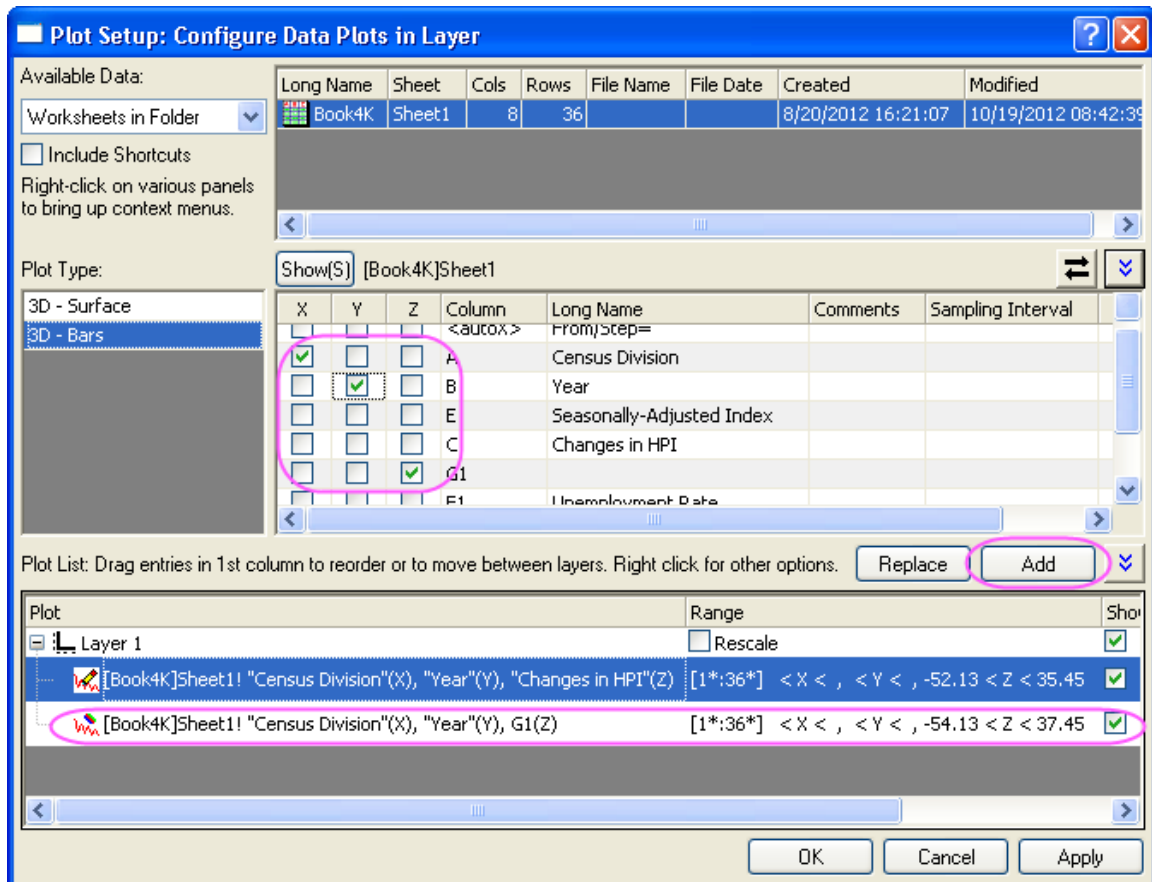 Plot Setup: Configure Data Plots in Layer
Available Data:
Worksheets in Folder
Include Shortcuts
Right-click on various panels
to bring up context menus.
Long Name Sheet Cols Rows File Name File Date Created Modified
Book4K Sheet1 8 36 8/20/2012 16:21:07 10/19/2012 08:42:39
Plot Type:
3D - Surface
3D - Bars
Show(S) [Book4K]Sheet1
X Y Z Column Long Name Comments Sampling Interval
<autoX> From/Step=
A Census Division
B Year
E Seasonally-Adjusted Index
C Changes in HPI
G1
F1 Unemployment Rate
Plot List: Drag entries in 1st column to reorder or to move between layers. Right click for other options. Replace Add
Plot Range Sho
Layer 1 Rescale
[Book4K]Sheet1! "Census Division"(X), "Year"(Y), "Changes in HPI"(Z) [1*:36*] < X < , < Y < , -52.13 < Z < 35.45
[Book4K]Sheet1! "Census Division"(X), "Year"(Y), G1(Z) [1*:36*] < X < , < Y < , -54.13 < Z < 37.45
OK Cancel Apply